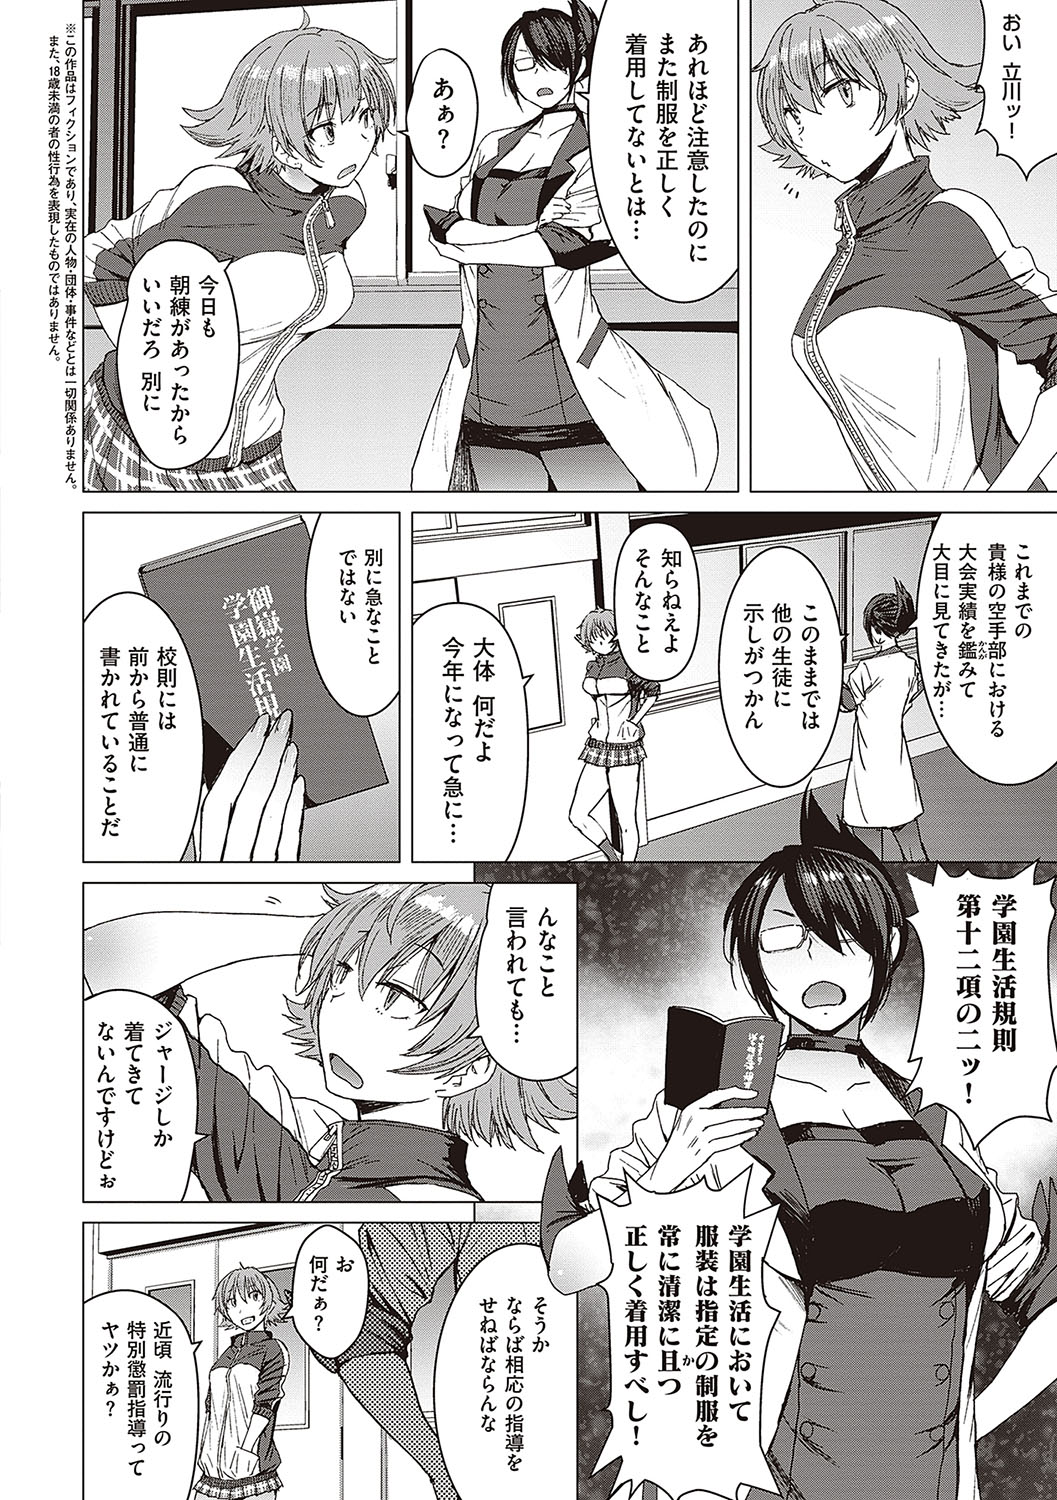 おい 立川ッ！
あれほど注意したのに
また制服を正しく
着用してないとは…
あぁ？
今日も
朝練があったから
いいだろ 別に
※この作品はフィクションであり、実在の人物・団体・事件などとは一切関係ありません。
また、18歳未満の者の性行為を表現したものではありません。
これまでの
貴様の空手部における
大会実績を鑑みて
かんが
大目に見てきたが…
このままでは
他の生徒に
示しがつかん
知らねえよ
そんなこと
大体 何だよ
今年になって急に…
別に急なこと
ではない
御嶽学園
学園生活規
校則には
前から普通に
書かれていることだ
学園生活規則
第十二項の二ッ！
学園生活において
服装は指定の制服を
常に清潔に且つ
か
正しく着用すべし！
んなこと
言われても…
ジャージしか
着てきて
ないんですけどぉ
そうか
ならば相応の指導を
せねばならんな
お
何だぁ？
近頃 流行りの
特別懲罰指導って
ヤツかぁ？